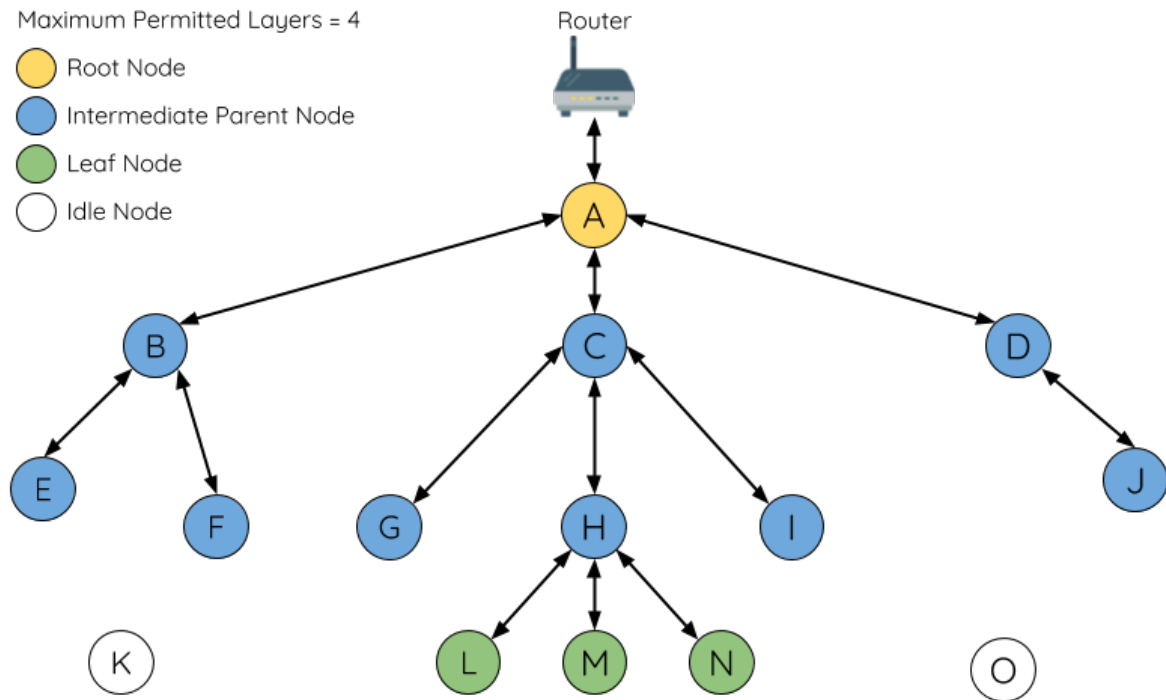 Maximum Permitted Layers = 4
Router
Root Node
Intermediate Parent Node
Leaf Node
Idle Node
A
B
C
D
E
F
G
H
I
J
K
L
M
N
O